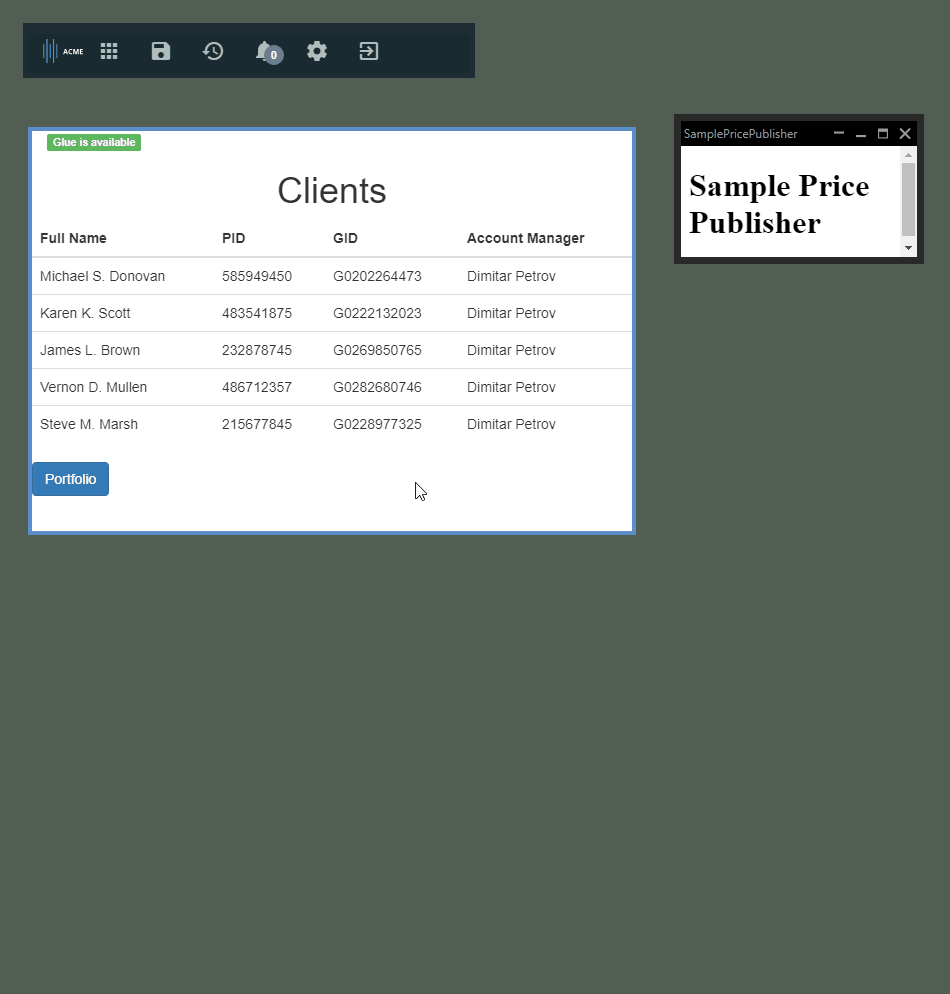 ACME
0
Glue is available
Clients
Full Name PID GID Account Manager
Michael S. Donovan 585949450 G0202264473 Dimitar Petrov
Karen K. Scott 483541875 G0222132023 Dimitar Petrov
James L. Brown 232878745 G0269850765 Dimitar Petrov
Vernon D. Mullen 486712357 G0282680746 Dimitar Petrov
Steve M. Marsh 215677845 G0228977325 Dimitar Petrov
Portfolio
SamplePricePublisher
Sample Price
Publisher